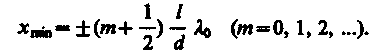 x_min = ±(m + 1/2) l/d λ₀ (m = 0, 1, 2, ...).